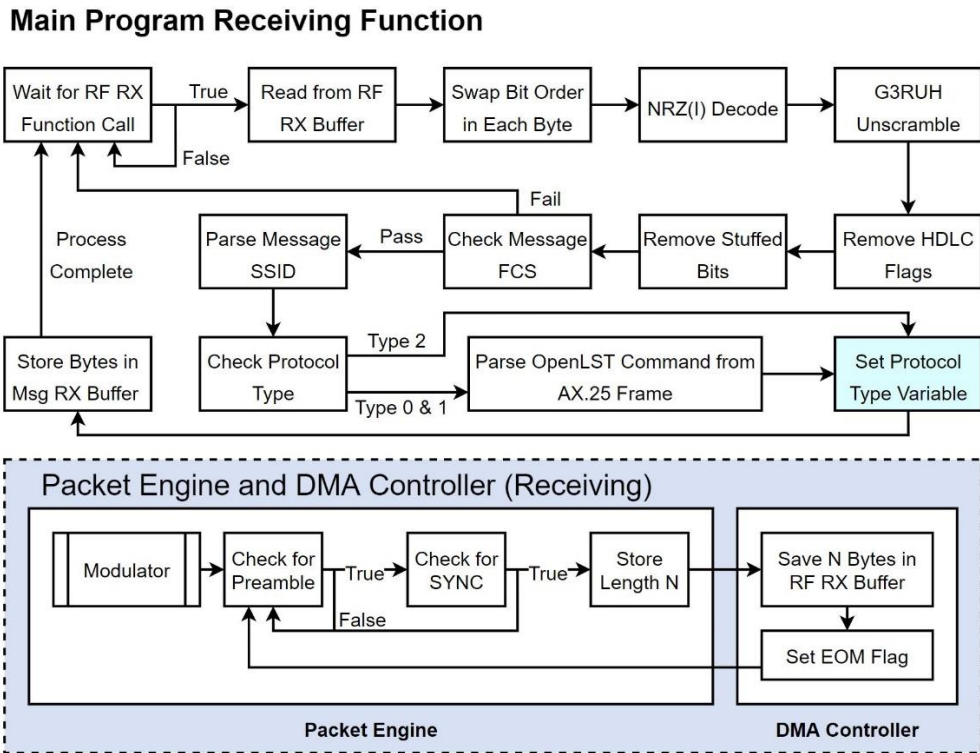 Main Program Receiving Function
Wait for RF RX
Function Call
True
False
Read from RF
RX Buffer
Swap Bit Order
in Each Byte
NRZ(I) Decode
G3RUH
Unscramble
Remove HDLC
Flags
Remove Stuffed
Bits
Check Message
FCS
Fail
Pass
Parse Message
SSID
Check Protocol
Type
Type 2
Type 0 & 1
Parse OpenLST Command from
AX.25 Frame
Set Protocol
Type Variable
Store Bytes in
Msg RX Buffer
Process
Complete
Packet Engine and DMA Controller (Receiving)
Modulator
Check for
Preamble
True
False
Check for
SYNC
True
Store
Length N
Save N Bytes in
RF RX Buffer
Set EOM Flag
Packet Engine
DMA Controller